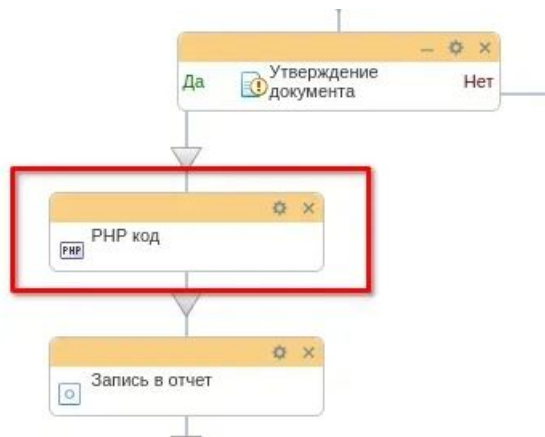 Утверждение
Да
документа
Нет
PHP код
PHP
Запись в отчет